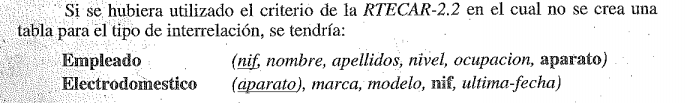 Si se hubiera utilizado el criterio de la RTECAR-2.2 en el cual no se crea una
tabla para el tipo de interrelación, se tendría:
Empleado (nif, nombre, apellidos, nivel, ocupacion, aparato)
Electrodomestico (aparato), marca, modelo, nif, ultima-fecha)